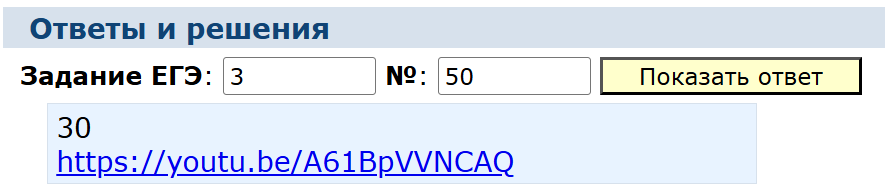 Ответы и решения
Задание ЕГЭ: 3 №: 50 Показать ответ
30
https://youtu.be/A61BpVVNCAQ